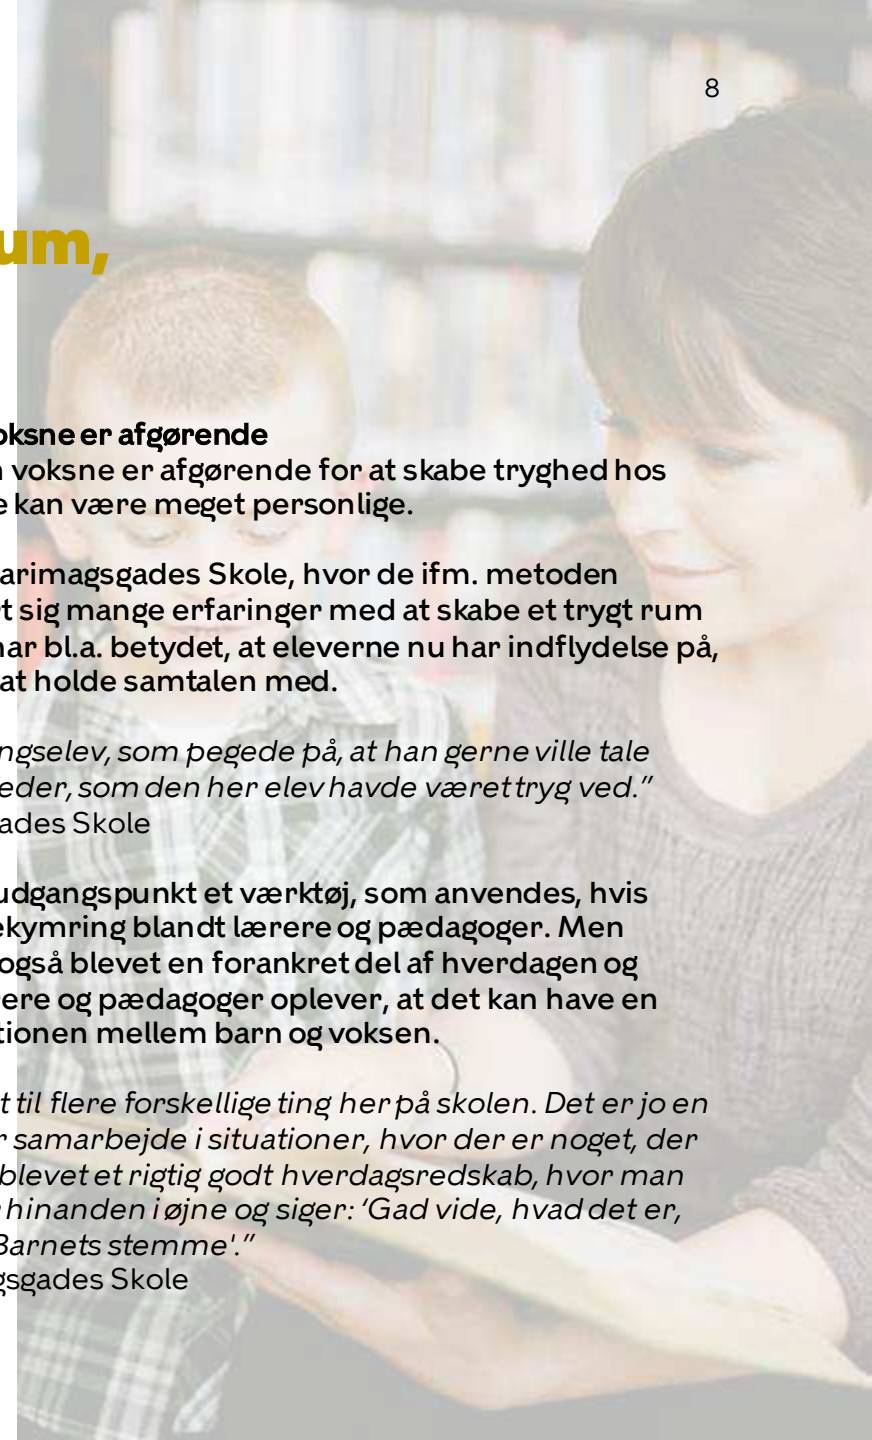 8
um,
oksne er afgørende
n voksne er afgørende for at skabe tryghed hos
e kan være meget personlige.
arimagsgades Skole, hvor de ifm. metoden
t sig mange erfaringer med at skabe et trygt rum
har bl.a. betydet, at eleverne nu har indflydelse på,
at holde samtalen med.
ngselev, som pegede på, at han gerne ville tale
eder, som den her elev havde været tryg ved.”
ades Skole
udgangspunkt et værktøj, som anvendes, hvis
ekymring blandt lærere og pædagoger. Men
også blevet en forankret del af hverdagen og
ere og pædagoger oplever, at det kan have en
tionen mellem barn og voksen.
t til flere forskellige ting her på skolen. Det er jo en
r samarbejde i situationer, hvor der er noget, der
blevet et rigtig godt hverdagsredskab, hvor man
r hinanden i øjne og siger: ‘Gad vide, hvad det er,
Barnets stemme'.”
gsgades Skole